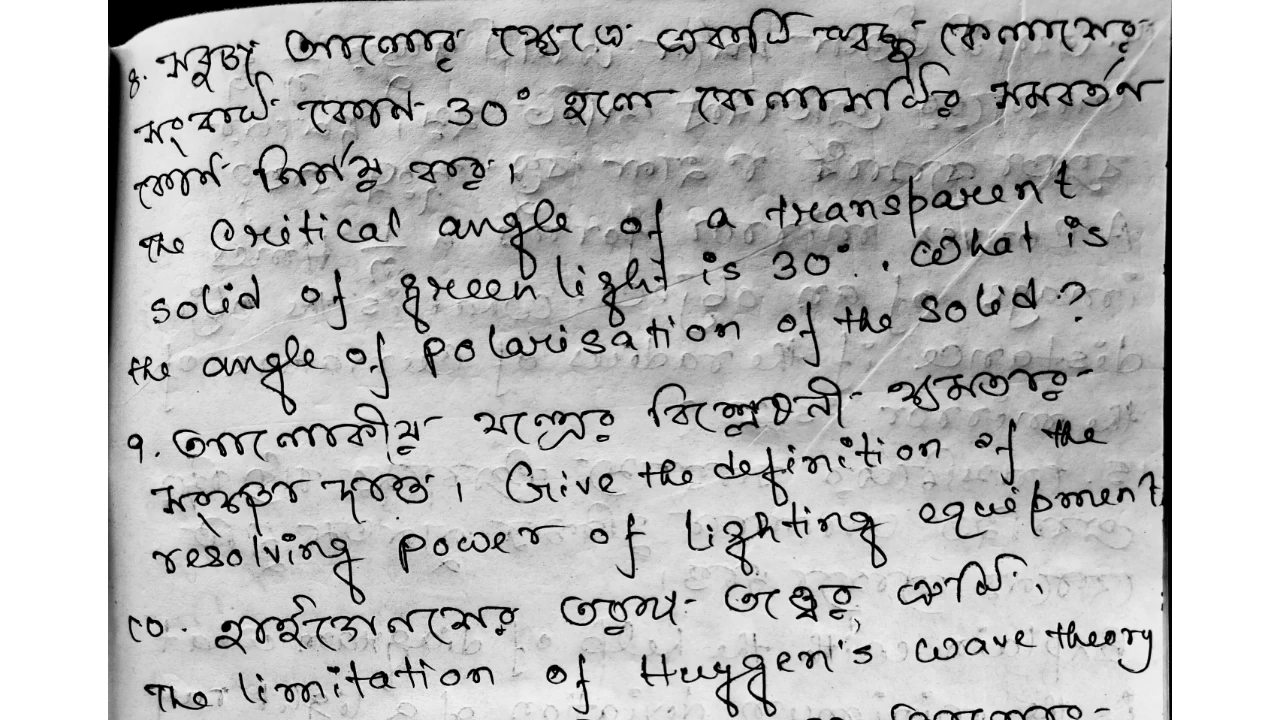 8. সবুজ আলোর ক্ষেত্রে একটি স্বচ্ছ কেলাসের
সংকট কোণ 30° হলে কেলাসটির সমবর্তন
কোণ নির্ণয় কর।
The critical angle of a transparent
solid of green light is 30°. What is
the angle of polarisation of the solid?
9. আলোকীয় যন্ত্রের বিশ্লেষনী ক্ষমতার
সংজ্ঞা দাও। Give the definition of the
resolving power of lighting equipment
10. হাইগেনসের তরঙ্গ তত্ত্বের ত্রুটি।
The limitation of Huygen's wave theory